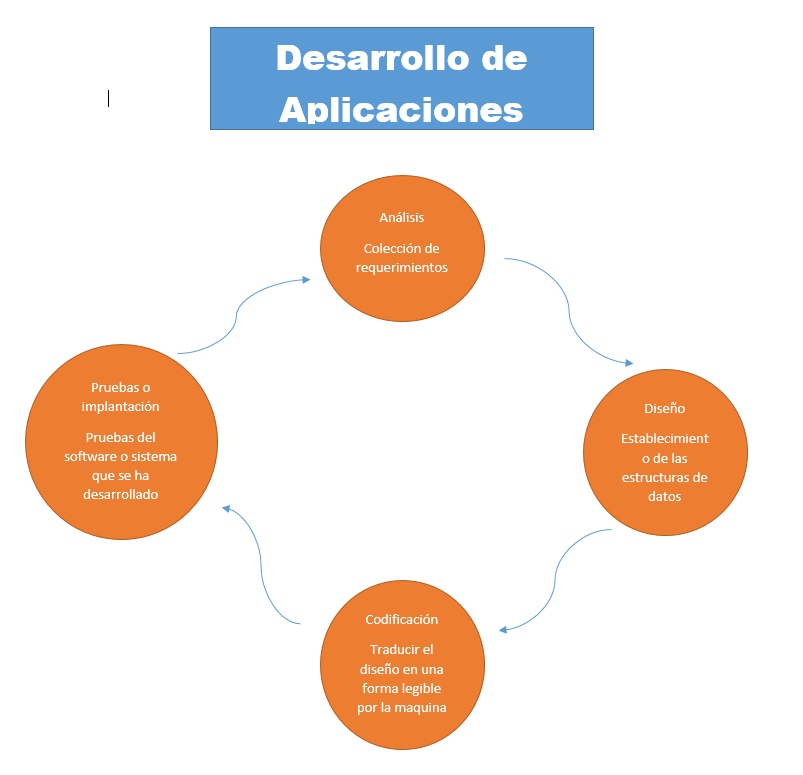 Desarrollo de
Aplicaciones
Análisis
Colección de
requerimientos
Diseño
Establecimient
o de las
estructuras de
datos
Codificación
Traducir el
diseño en una
forma legible
por la maquina
Pruebas o
implantación
Pruebas del
software o sistema
que se ha
desarrollado